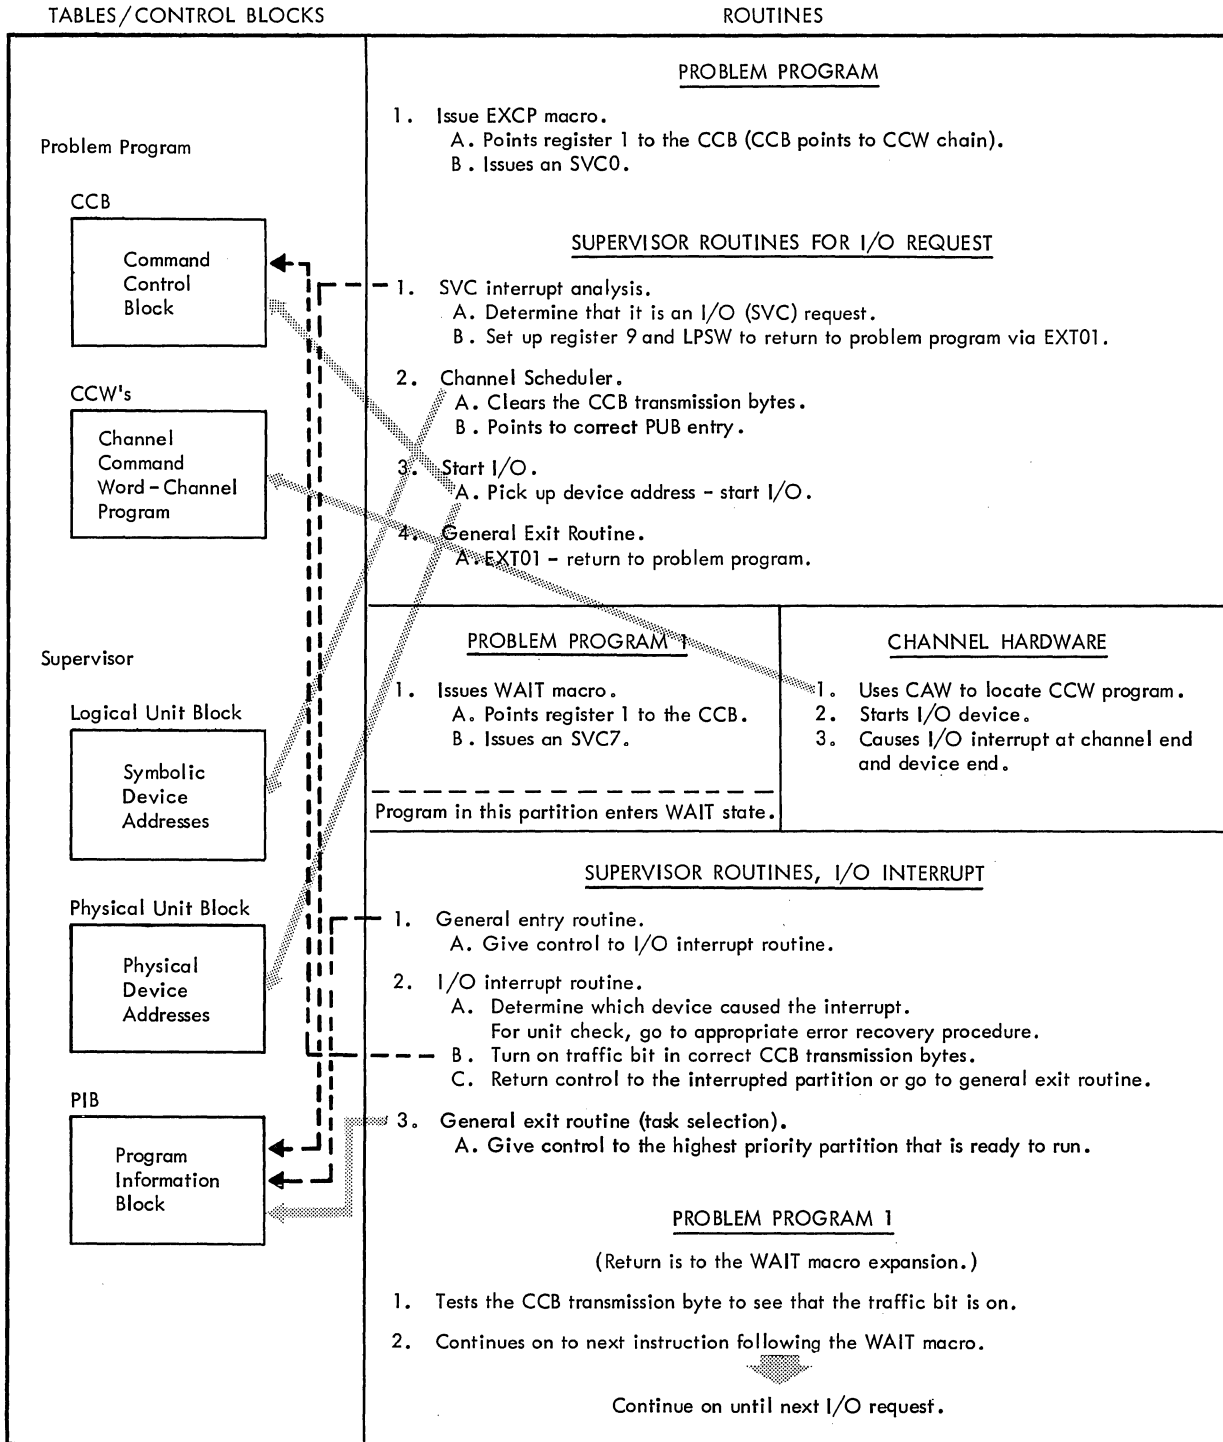 TABLES/CONTROL BLOCKS
ROUTINES
Problem Program
CCB
Command
Control
Block
CCW's
Channel
Command
Word-Channel
Program
Supervisor
Logical Unit Block
Symbolic
Device
Addresses
Physical Unit Block
Physical
Device
Addresses
PIB
Program
Information
Block
PROBLEM PROGRAM
1. Issue EXCP macro.
A. Points register 1 to the CCB (CCB points to CCW chain).
B. Issues an SVC0.
SUPERVISOR ROUTINES FOR I/O REQUEST
1. SVC interrupt analysis.
A. Determine that it is an I/O (SVC) request.
B. Set up register 9 and LPSW to return to problem program via EXT01.
2. Channel Scheduler.
A. Clears the CCB transmission bytes.
B. Points to correct PUB entry.
3. Start I/O.
A. Pick up device address - start I/O.
4. General Exit Routine.
A. EXT01 - return to problem program.
PROBLEM PROGRAM 1
1. Issues WAIT macro.
A. Points register 1 to the CCB.
B. Issues an SVC7.
Program in this partition enters WAIT state.
CHANNEL HARDWARE
1. Uses CAW to locate CCW program.
2. Starts I/O device.
3. Causes I/O interrupt at channel end
and device end.
SUPERVISOR ROUTINES, I/O INTERRUPT
1. General entry routine.
A. Give control to I/O interrupt routine.
2. I/O interrupt routine.
A. Determine which device caused the interrupt.
For unit check, go to appropriate error recovery procedure.
B. Turn on traffic bit in correct CCB transmission bytes.
C. Return control to the interrupted partition or go to general exit routine.
3. General exit routine (task selection).
A. Give control to the highest priority partition that is ready to run.
PROBLEM PROGRAM 1
(Return is to the WAIT macro expansion.)
1. Tests the CCB transmission byte to see that the traffic bit is on.
2. Continues on to next instruction following the WAIT macro.
Continue on until next I/O request.